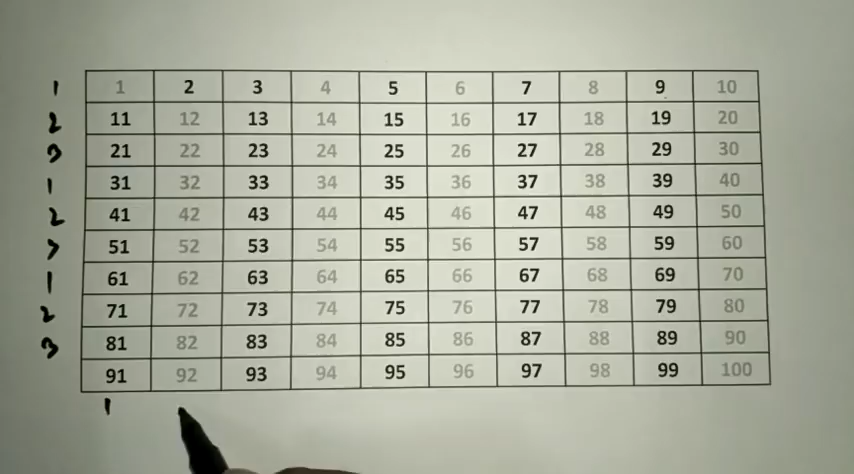 1 1 2 3 4 5 6 7 8 9 10
2 11 12 13 14 15 16 17 18 19 20
3 21 22 23 24 25 26 27 28 29 30
1 31 32 33 34 35 36 37 38 39 40
2 41 42 43 44 45 46 47 48 49 50
3 51 52 53 54 55 56 57 58 59 60
1 61 62 63 64 65 66 67 68 69 70
2 71 72 73 74 75 76 77 78 79 80
3 81 82 83 84 85 86 87 88 89 90
91 92 93 94 95 96 97 98 99 100
1